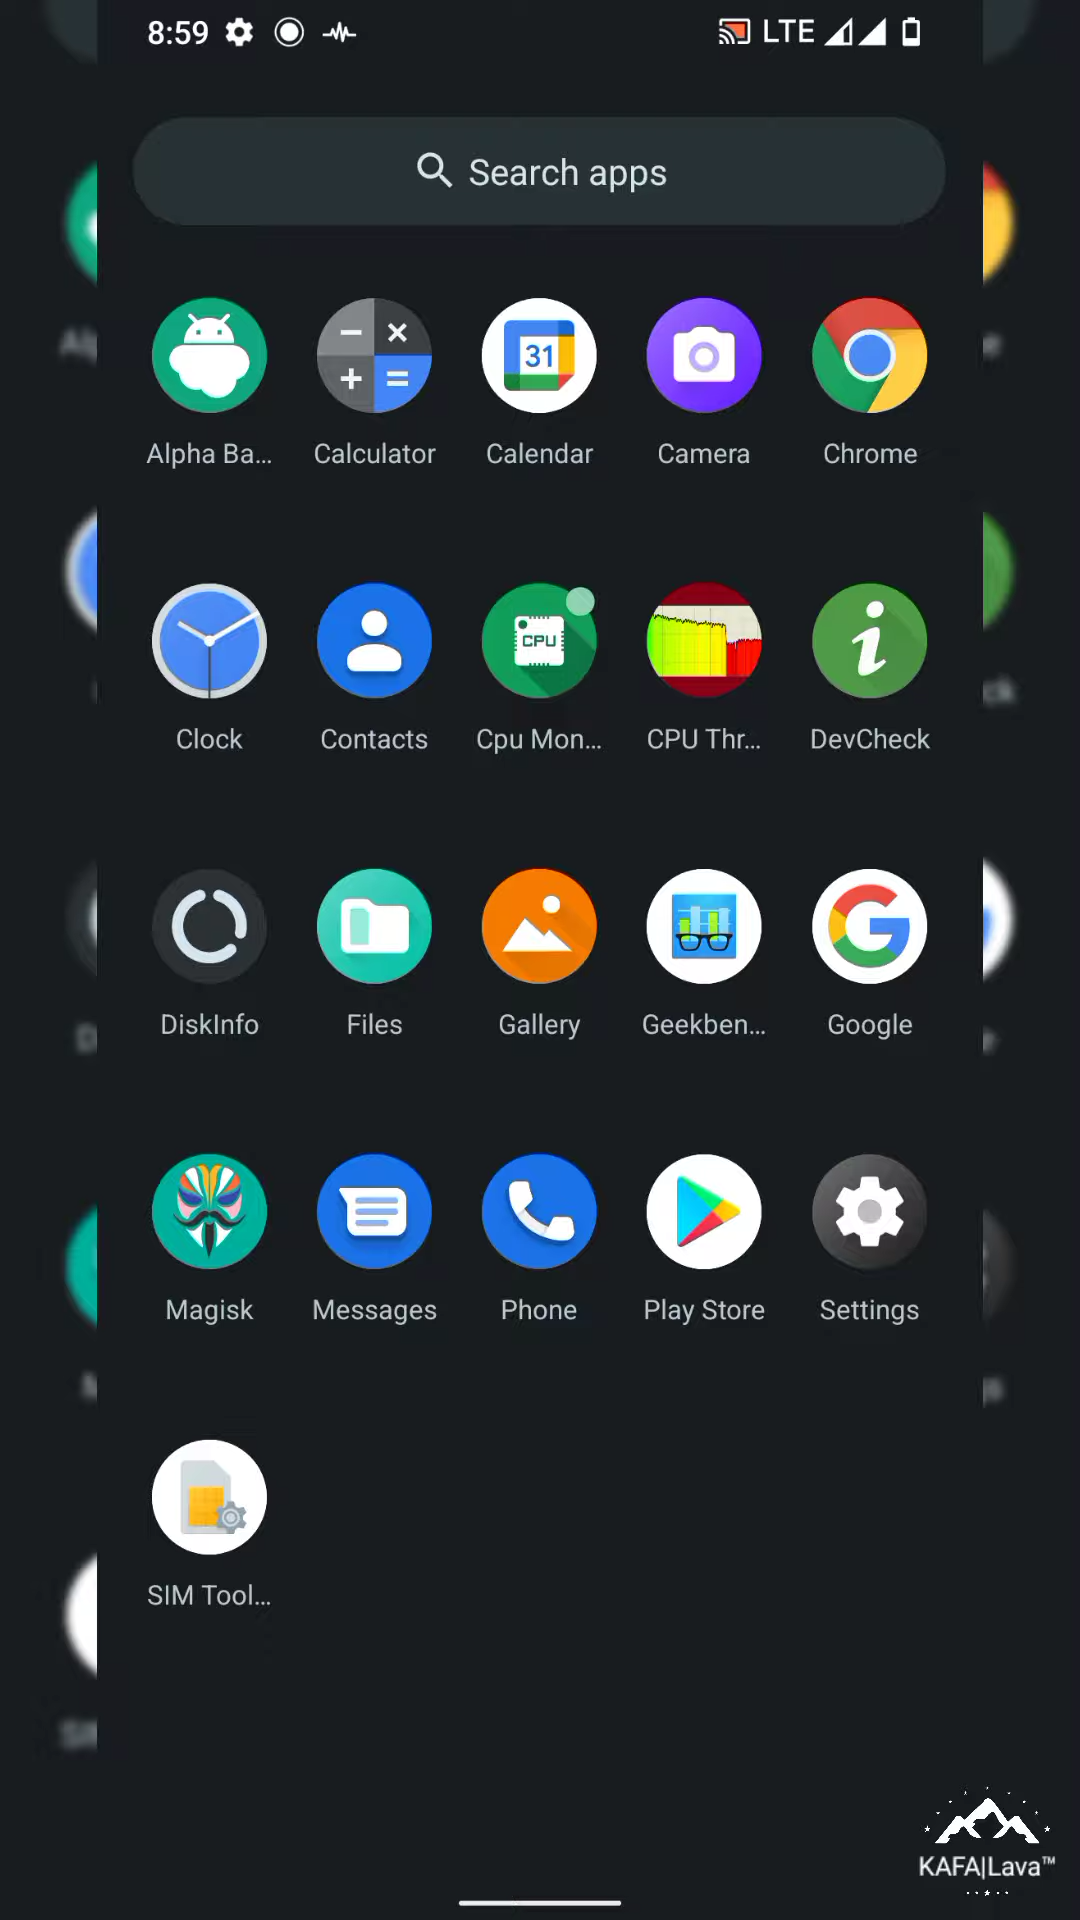 8:59 LTE
Search apps
31
Alpha Ba... Calculator Calendar Camera Chrome
CPU
Clock Contacts Cpu Mon... CPU Thr... DevCheck
DiskInfo Files Gallery Geekben... Google
Magisk Messages Phone Play Store Settings
SIM Tool...
KAFA|Lava™